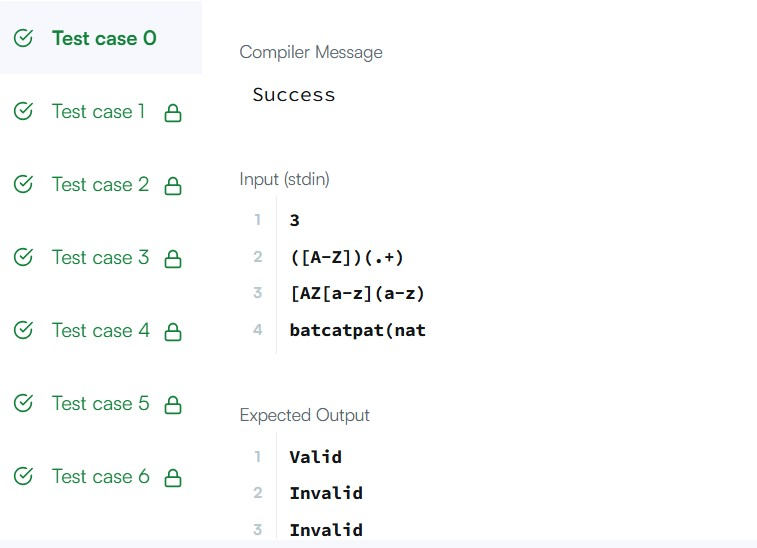 Test case 0
Test case 1
Test case 2
Test case 3
Test case 4
Test case 5
Test case 6
Compiler Message
Success
Input (stdin)
1 3
2 ([A-Z])(.+)
3 [AZ[a-z](a-z)
4 batcatpat(nat
Expected Output
1 Valid
2 Invalid
3 Invalid